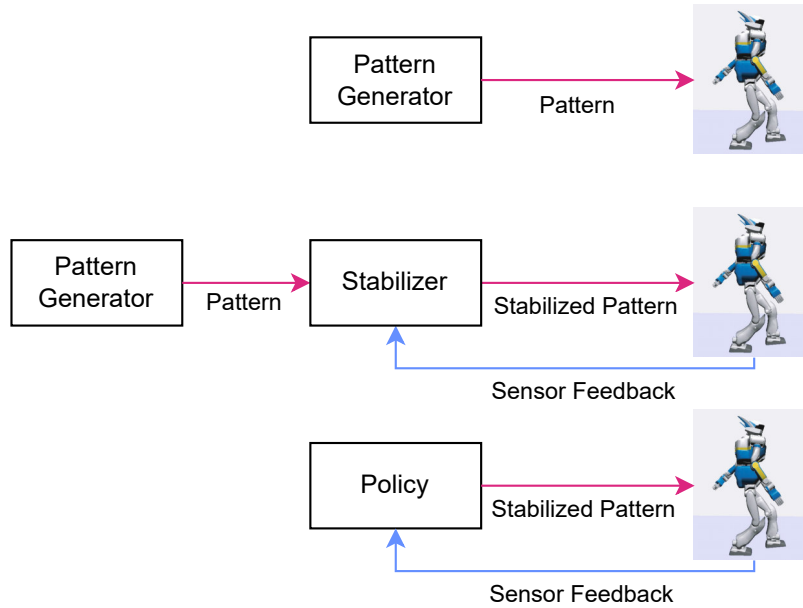 Pattern
Generator
Pattern
Pattern
Generator
Pattern
Stabilizer
Stabilized Pattern
Sensor Feedback
Policy
Stabilized Pattern
Sensor Feedback